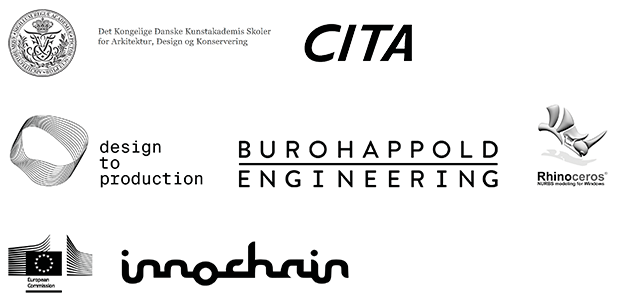 Det Kongelige Danske Kunstakademis Skoler
for Arkitektur, Design og Konservering
CITA
design
to
production
BUROHAPPOLD
ENGINEERING
Rhinoceros®
NURBS modeling for Windows
European
Commission
innochain